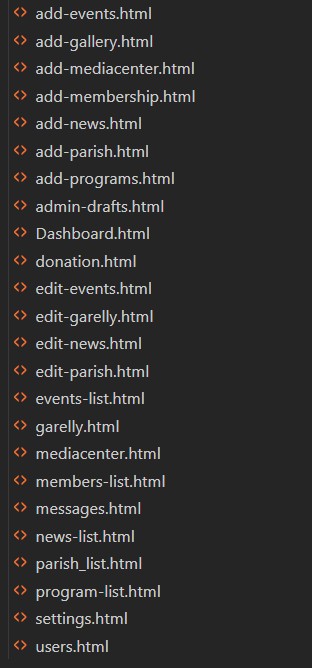 add-events.html
add-gallery.html
add-mediacenter.html
add-membership.html
add-news.html
add-parish.html
add-programs.html
admin-drafts.html
Dashboard.html
donation.html
edit-events.html
edit-garelly.html
edit-news.html
edit-parish.html
events-list.html
garelly.html
mediacenter.html
members-list.html
messages.html
news-list.html
parish_list.html
program-list.html
settings.html
users.html